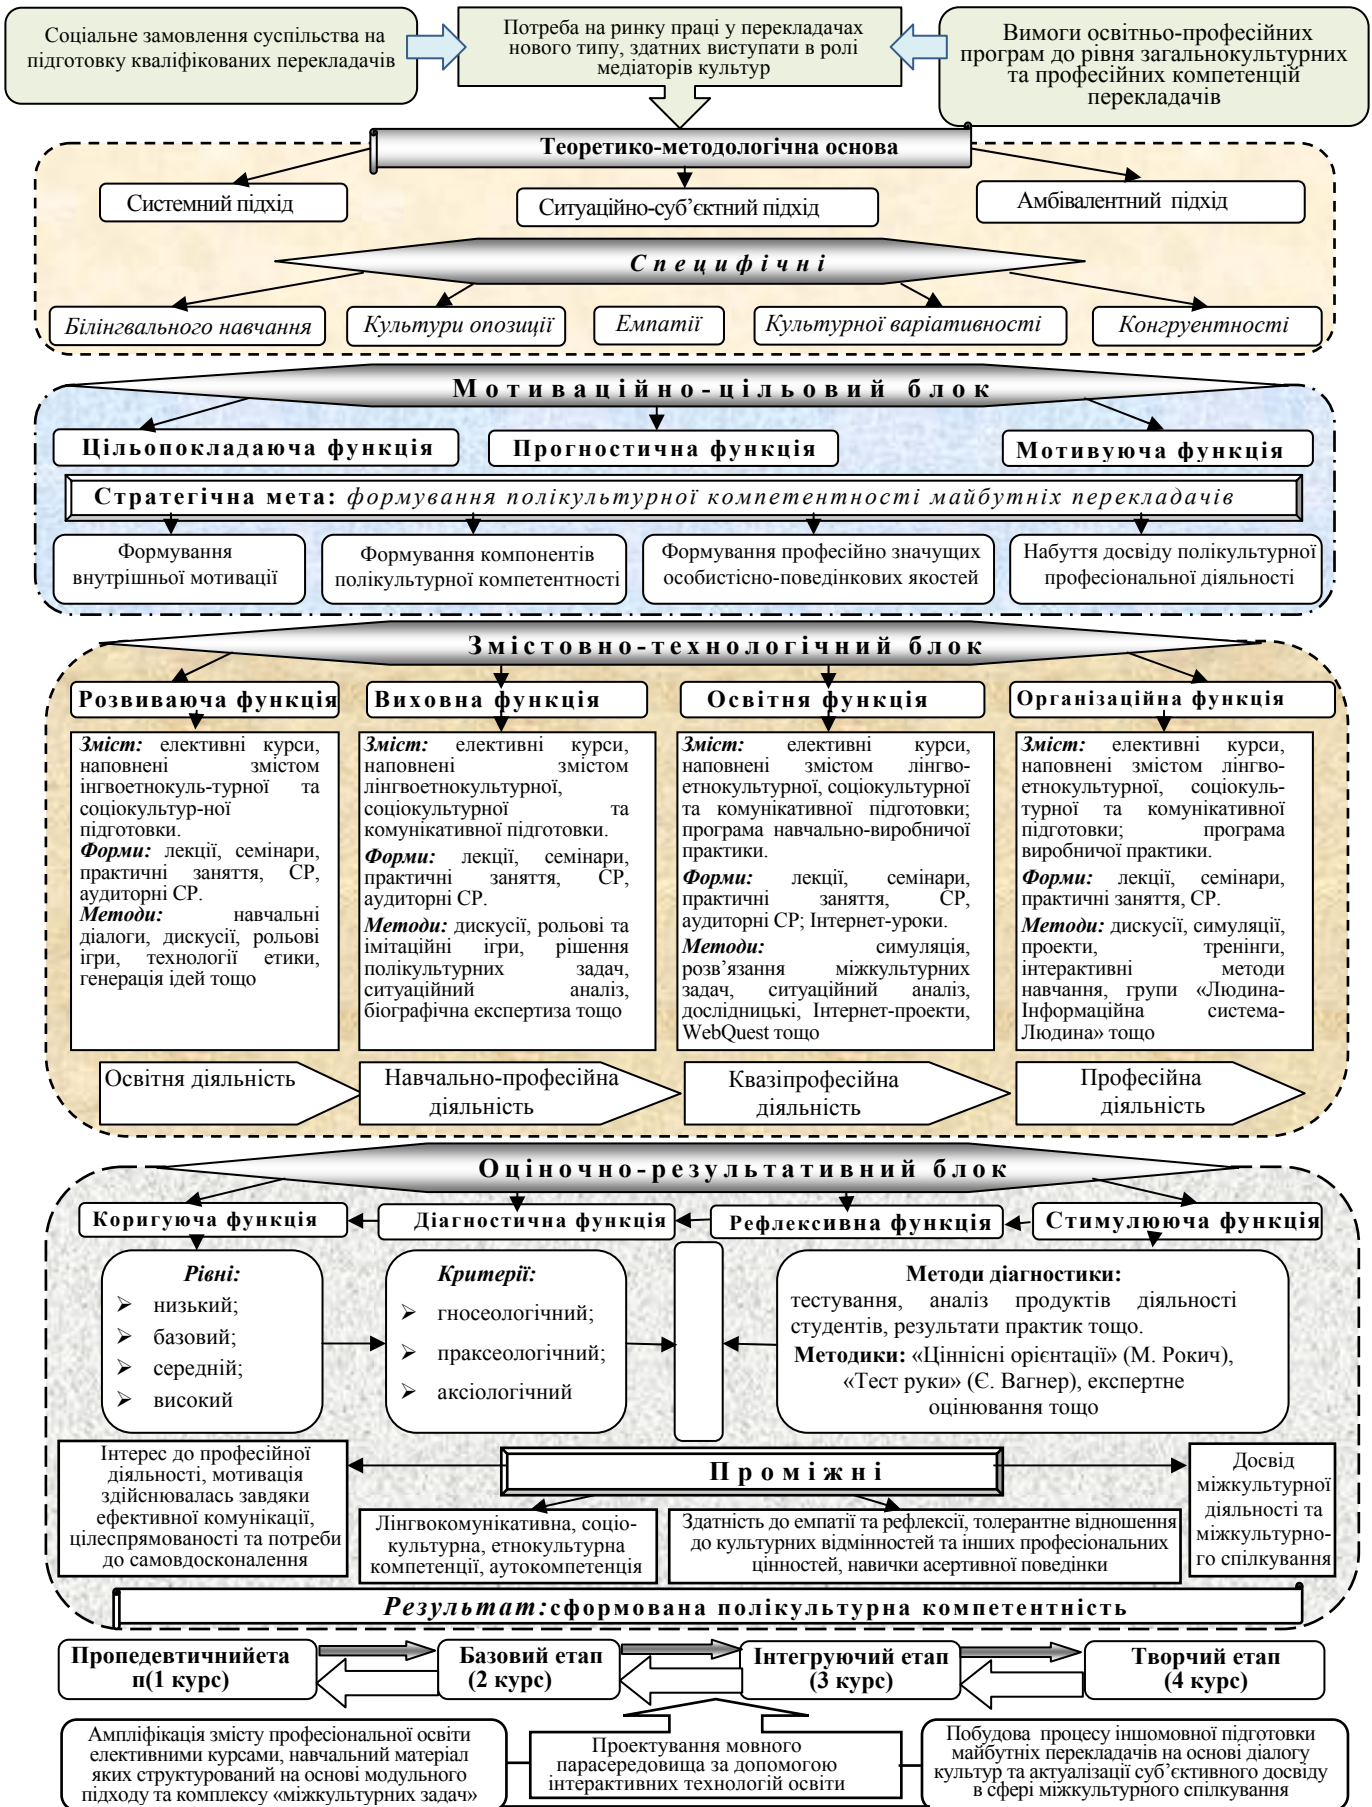 Соціальне замовлення суспільства на
підготовку кваліфікованих перекладачів
Потреба на ринку праці у перекладачах
нового типу, здатних виступати в ролі
медіаторів культур
Вимоги освітньо-професійних
програм до рівня загальнокультурних
та професійних компетенцій
перекладачів
Теоретико-методологічна основа
Системний підхід
Ситуаційно-суб’єктний підхід
Амбівалентний підхід
Специфічні
Білінгвального навчання
Культури опозиції
Емпатії
Культурної варіативності
Конгруентності
Мотиваційно-цільовий блок
Цільопокладаюча функція
Прогностична функція
Мотивуюча функція
Стратегічна мета: формування полікультурної компетентності майбутніх перекладачів
Формування
внутрішньої мотивації
Формування компонентів
полікультурної компетентності
Формування професійно значущих
особистісно-поведінкових якостей
Набуття досвіду полікультурної
професіональної діяльності
Змістовно-технологічний блок
Розвиваюча функція
Виховна функція
Освітня функція
Організаційна функція
Зміст: елективні курси,
наповнені змістом
інгвоетнокуль-турної та
соціокультур-ної
підготовки.
Форми: лекції, семінари,
практичні заняття, СР,
аудиторні СР.
Методи: навчальні
діалоги, дискусії, рольові
ігри, технології етики,
генерація ідей тощо
Зміст: елективні курси,
наповнені змістом
лінгвоетнокультурної,
соціокультурної та
комунікативної підготовки.
Форми: лекції, семінари,
практичні заняття, СР,
аудиторні СР.
Методи: дискусії, рольові та
імітаційні ігри, рішення
полікультурних задач,
ситуаційний аналіз,
біографічна експертиза тощо
Зміст: елективні курси,
наповнені змістом лінгво-
етнокультурної, соціокультурної
та комунікативної підготовки;
програма навчально-виробничої
практики.
Форми: лекції, семінари,
практичні заняття, СР,
аудиторні СР; Інтернет-уроки.
Методи: симуляція,
розв’язання міжкультурних
задач, ситуаційний аналіз,
дослідницькі, Інтернет-проекти,
WebQuest тощо
Зміст: елективні курси,
наповнені змістом лінгво-
етнокультурної, соціокуль-
турної та комунікативної
підготовки; програма
виробничої практики.
Форми: лекції, семінари,
практичні заняття, СР.
Методи: дискусії, симуляції,
проекти, тренінги,
інтерактивні методи
навчання, групи «Людина-
Інформаційна система-
Людина» тощо
Освітня діяльність
Навчально-професійна
діяльність
Квазіпрофесійна
діяльність
Професійна
діяльність
Оціночно-результативний блок
Коригуюча функція
Діагностична функція
Рефлексивна функція
Стимулююча функція
Рівні:
➢ низький;
➢ базовий;
➢ середній;
➢ високий
Критерії:
➢ гносеологічний;
➢ праксеологічний;
➢ аксіологічний
Методи діагностики:
тестування, аналіз продуктів діяльності
студентів, результати практик тощо.
Методики: «Ціннісні орієнтації» (М. Рокич),
«Тест руки» (Є. Вагнер), експертне
оцінювання тощо
Інтерес до професійної
діяльності, мотивація
здійснювалась завдяки
ефективної комунікації,
цілеспрямованості та потреби
до самовдосконалення
Проміжні
Лінгвокомунікативна, соціо-
культурна, етнокультурна
компетенції, аутокомпетенція
Здатність до емпатії та рефлексії, толерантне відношення
до культурних відмінностей та інших професіональних
цінностей, навички асертивної поведінки
Досвід
міжкультурної
діяльності та
міжкультурно-
го спілкування
Результат:сформована полікультурна компетентність
Пропедевтичнийета
п(1 курс)
Базовий етап
(2 курс)
Інтегруючий етап
(3 курс)
Творчий етап
(4 курс)
Ампліфікація змісту професіональної освіти
елективними курсами, навчальний матеріал
яких структурований на основі модульного
підходу та комплексу «міжкультурних задач»
Проектування мовного
парасередовища за допомогою
інтерактивних технологій освіти
Побудова процесу іншомовної підготовки
майбутніх перекладачів на основі діалогу
культур та актуалізації суб’єктивного досвіду
в сфері міжкультурного спілкування